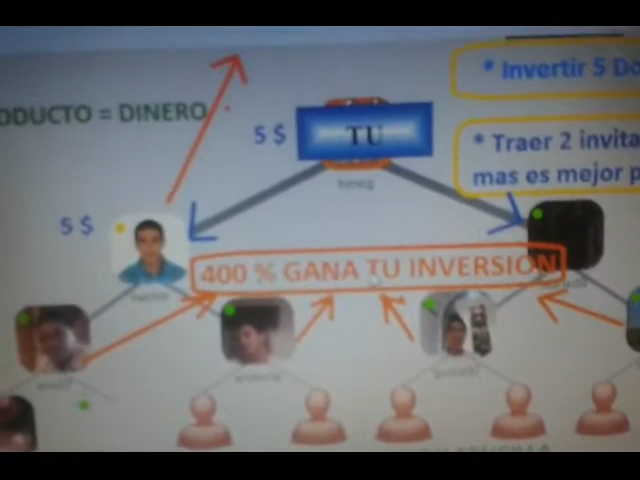 * Invertir 5 Do
ODUCTO = DINERO
5 $
TU
* Traer 2 invita
mas es mejor p
5 $
400 % GANA TU INVERSION